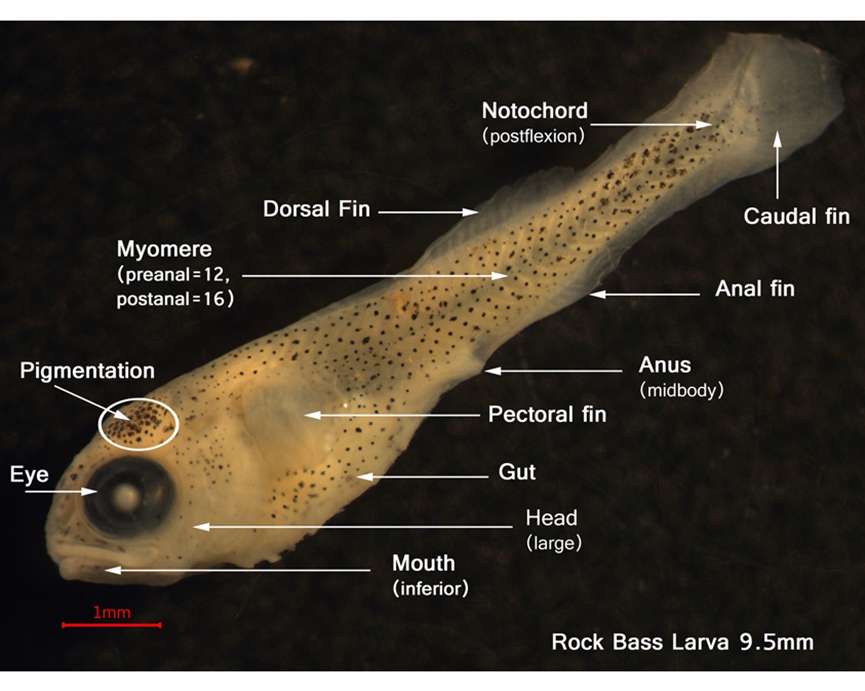 Notochord
(postflexion)
Dorsal Fin
Caudal fin
Myomere
(preanal=12,
postanal=16)
Anal fin
Pigmentation
Anus
(midbody)
Pectoral fin
Eye
Gut
Head
(large)
Mouth
(inferior)
1mm
Rock Bass Larva 9.5mm